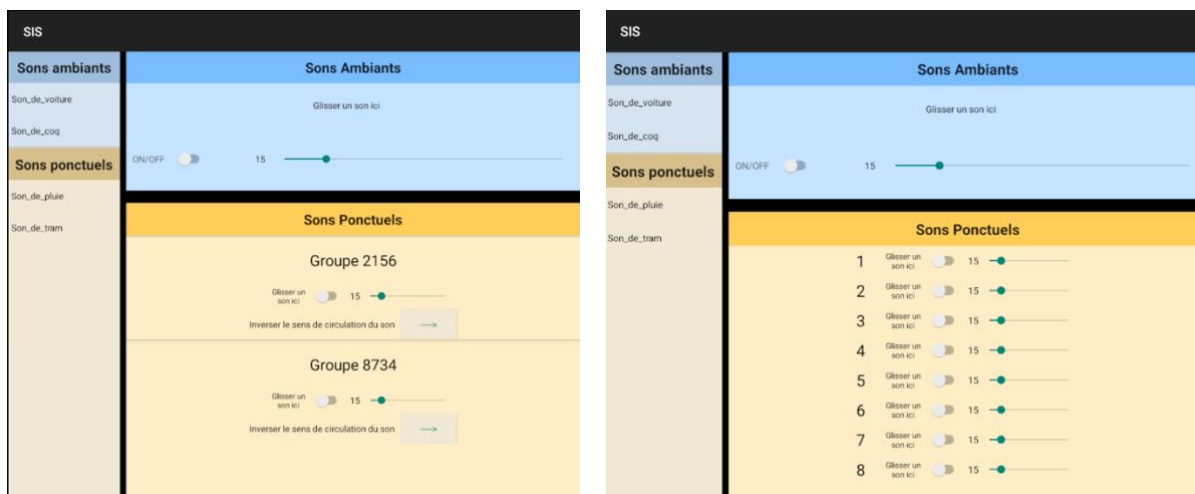 SIS
Sons ambiants
Son_de_voiture
Son_de_coq
Sons ponctuels
Son_de_pluie
Son_de_tram
Sons Ambiants
Glisser un son ici
ON/OFF 15
Sons Ponctuels
Groupe 2156
Glisser un
son ici
15
Inverser le sens de circulation du son →
Groupe 8734
Glisser un
son ici
15
Inverser le sens de circulation du son →
SIS
Sons ambiants
Son_de_voiture
Son_de_coq
Sons ponctuels
Son_de_pluie
Son_de_tram
Sons Ambiants
Glisser un son ici
ON/OFF 15
Sons Ponctuels
1 Glisser un
son ici 15
2 Glisser un
son ici 15
3 Glisser un
son ici 15
4 Glisser un
son ici 15
5 Glisser un
son ici 15
6 Glisser un
son ici 15
7 Glisser un
son ici 15
8 Glisser un
son ici 15